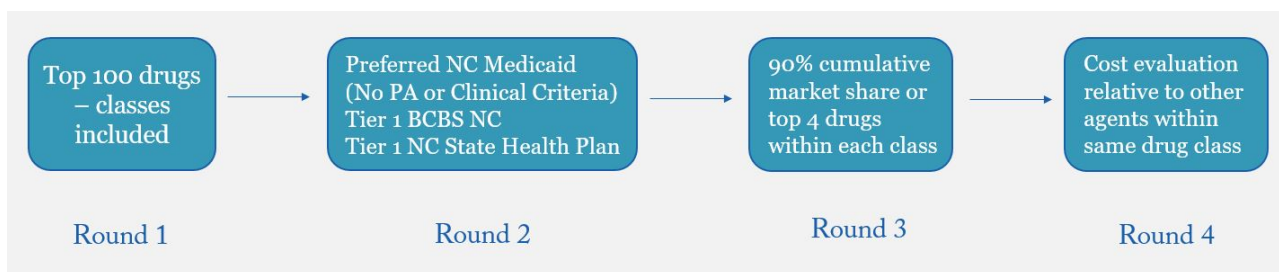 Top 100 drugs
– classes
included
Preferred NC Medicaid
(No PA or Clinical Criteria)
Tier 1 BCBS NC
Tier 1 NC State Health Plan
90% cumulative
market share or
top 4 drugs
within each class
Cost evaluation
relative to other
agents within
same drug class
Round 1
Round 2
Round 3
Round 4